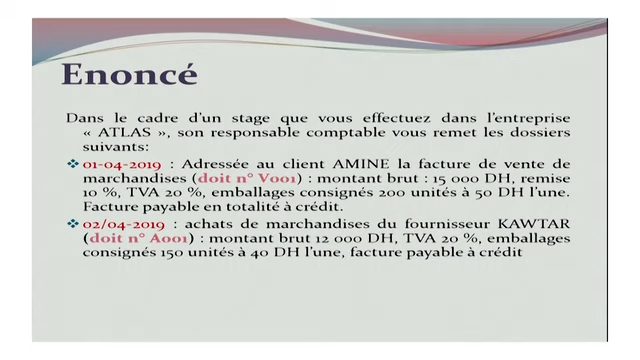 Enoncé
Dans le cadre d'un stage que vous effectuez dans l'entreprise
« ATLAS », son responsable comptable vous remet les dossiers
suivants:
01-04-2019 : Adressée au client AMINE la facture de vente de
marchandises (doit n° V001) : montant brut : 15 000 DH, remise
10 %, TVA 20 %, emballages consignés 200 unités à 50 DH l'une.
Facture payable en totalité à crédit.
02/04-2019 : achats de marchandises du fournisseur KAWTAR
(doit n° A001) : montant brut 12 000 DH, TVA 20 %, emballages
consignés 150 unités à 40 DH l'une, facture payable à crédit